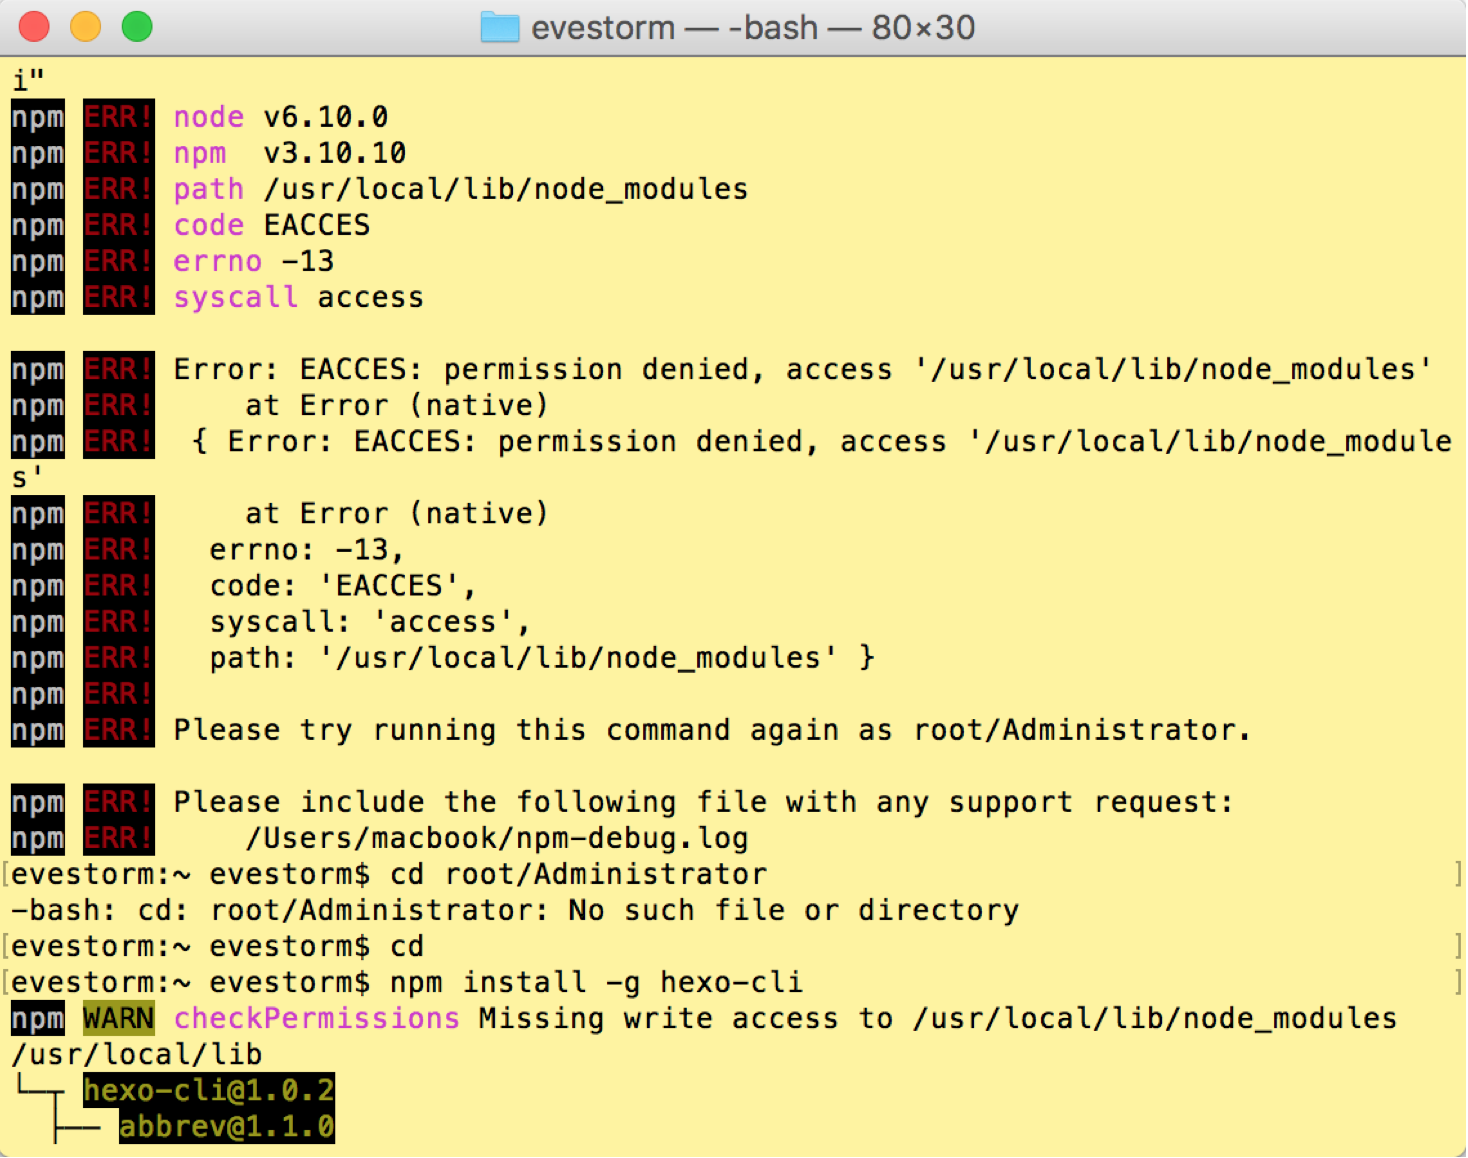 evestorm — -bash — 80×30
i"
npm ERR! node v6.10.0
npm ERR! npm  v3.10.10
npm ERR! path /usr/local/lib/node_modules
npm ERR! code EACCES
npm ERR! errno -13
npm ERR! syscall access
npm ERR! Error: EACCES: permission denied, access '/usr/local/lib/node_modules'
npm ERR!     at Error (native)
npm ERR!  { Error: EACCES: permission denied, access '/usr/local/lib/node_module
s'
npm ERR!     at Error (native)
npm ERR!   errno: -13,
npm ERR!   code: 'EACCES',
npm ERR!   syscall: 'access',
npm ERR!   path: '/usr/local/lib/node_modules' }
npm ERR!
npm ERR! Please try running this command again as root/Administrator.
npm ERR! Please include the following file with any support request:
npm ERR!     /Users/macbook/npm-debug.log
[evestorm:~ evestorm$ cd root/Administrator ]
-bash: cd: root/Administrator: No such file or directory
[evestorm:~ evestorm$ cd ]
[evestorm:~ evestorm$ npm install -g hexo-cli ]
npm WARN checkPermissions Missing write access to /usr/local/lib/node_modules
/usr/local/lib
└─┬ hexo-cli@1.0.2
  ├── abbrev@1.1.0